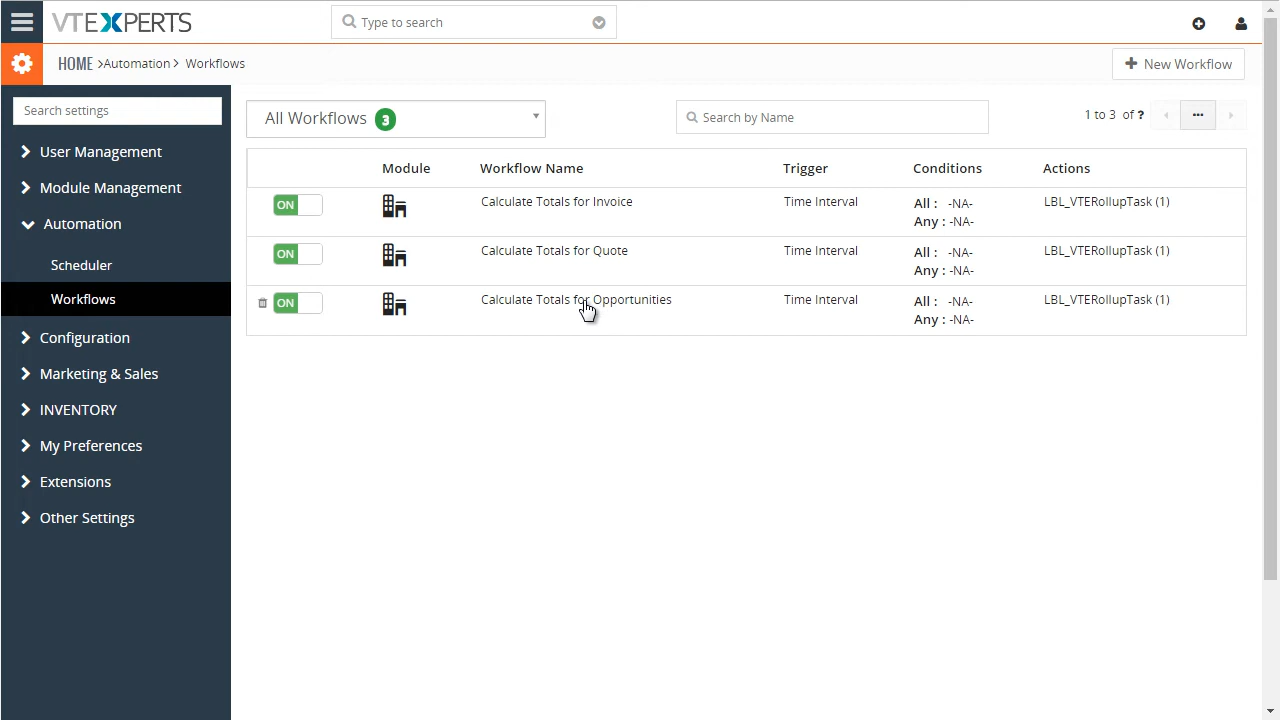 VTEXPERTS
Type to search
HOME >Automation > Workflows
New Workflow
Search settings
User Management
Module Management
Automation
Scheduler
Workflows
Configuration
Marketing & Sales
INVENTORY
My Preferences
Extensions
Other Settings
All Workflows 3
Search by Name
1 to 3 of ?
Module Workflow Name Trigger Conditions Actions
ON Calculate Totals for Invoice Time Interval All : -NA- LBL_VTERollupTask (1)
Any : -NA-
ON Calculate Totals for Quote Time Interval All : -NA- LBL_VTERollupTask (1)
Any : -NA-
ON Calculate Totals for Opportunities Time Interval All : -NA- LBL_VTERollupTask (1)
Any : -NA-